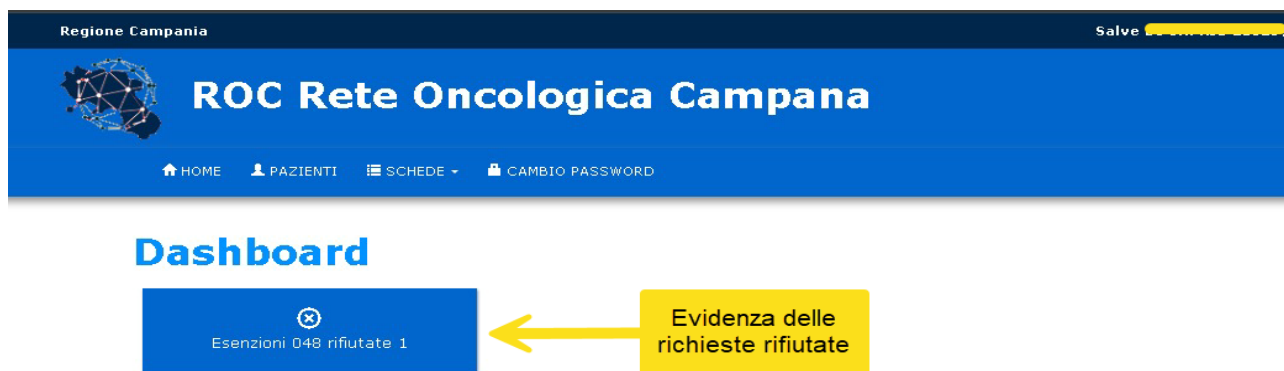 Regione Campania
Salve
ROC Rete Oncologica Campana
HOME PAZIENTI SCHEDE CAMBIO PASSWORD
Dashboard
Esenzioni 048 rifiutate 1
Evidenza delle
richieste rifiutate